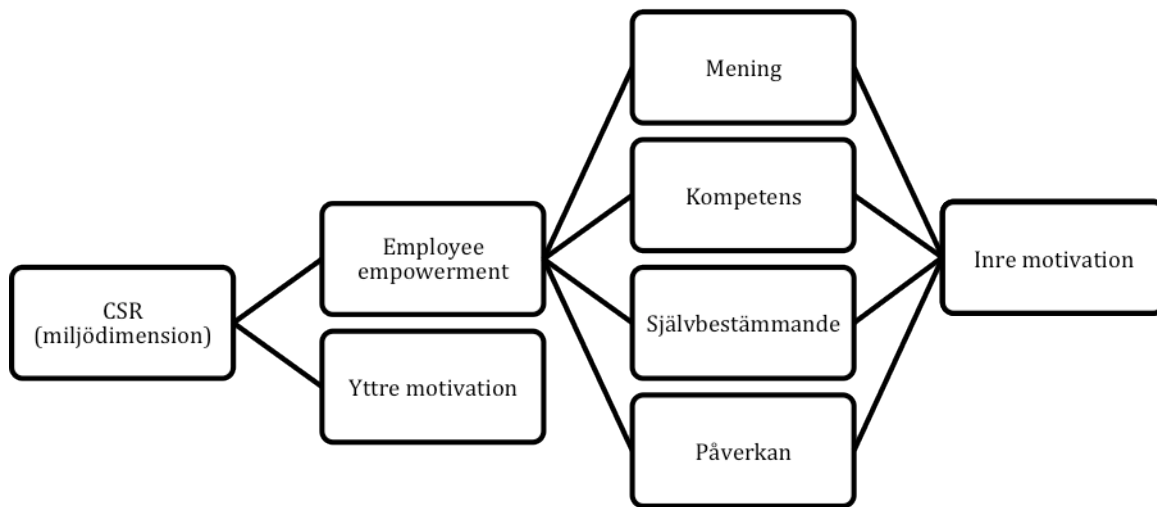 CSR
(miljödimension)
Employee
empowerment
Yttre motivation
Mening
Kompetens
Självbestämmande
Påverkan
Inre motivation